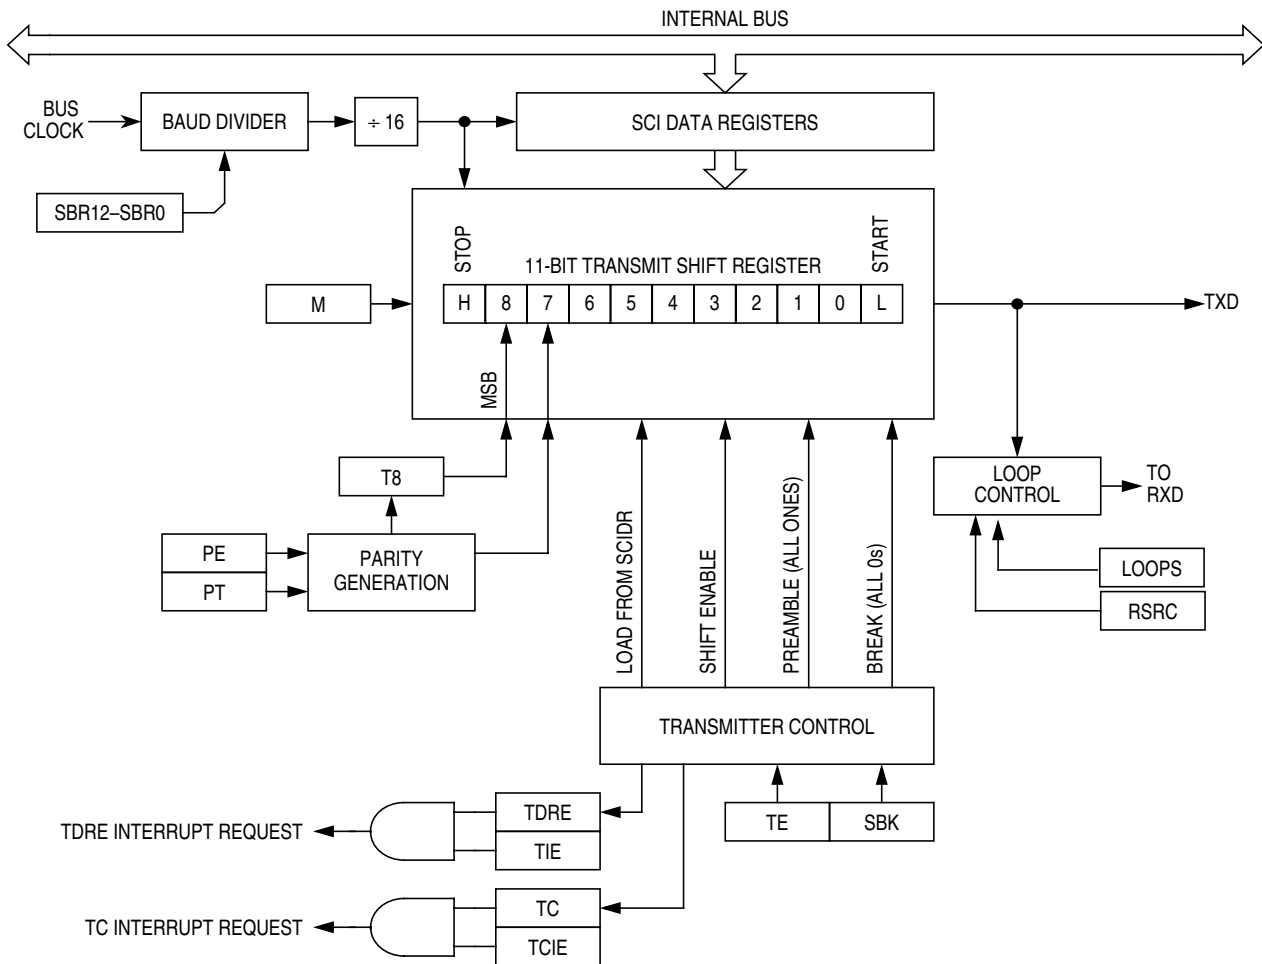 INTERNAL BUS
BUS
CLOCK
BAUD DIVIDER
÷ 16
SCI DATA REGISTERS
SBR12–SBR0
STOP
11-BIT TRANSMIT SHIFT REGISTER
START
M
H 8 7 6 5 4 3 2 1 0 L
TXD
MSB
T8
LOOP
CONTROL
TO
RXD
PE
PT
PARITY
GENERATION
LOAD FROM SCIDR
SHIFT ENABLE
PREAMBLE (ALL ONES)
BREAK (ALL 0s)
LOOPS
RSRC
TRANSMITTER CONTROL
TDRE INTERRUPT REQUEST
TDRE
TIE
TE
SBK
TC INTERRUPT REQUEST
TC
TCIE